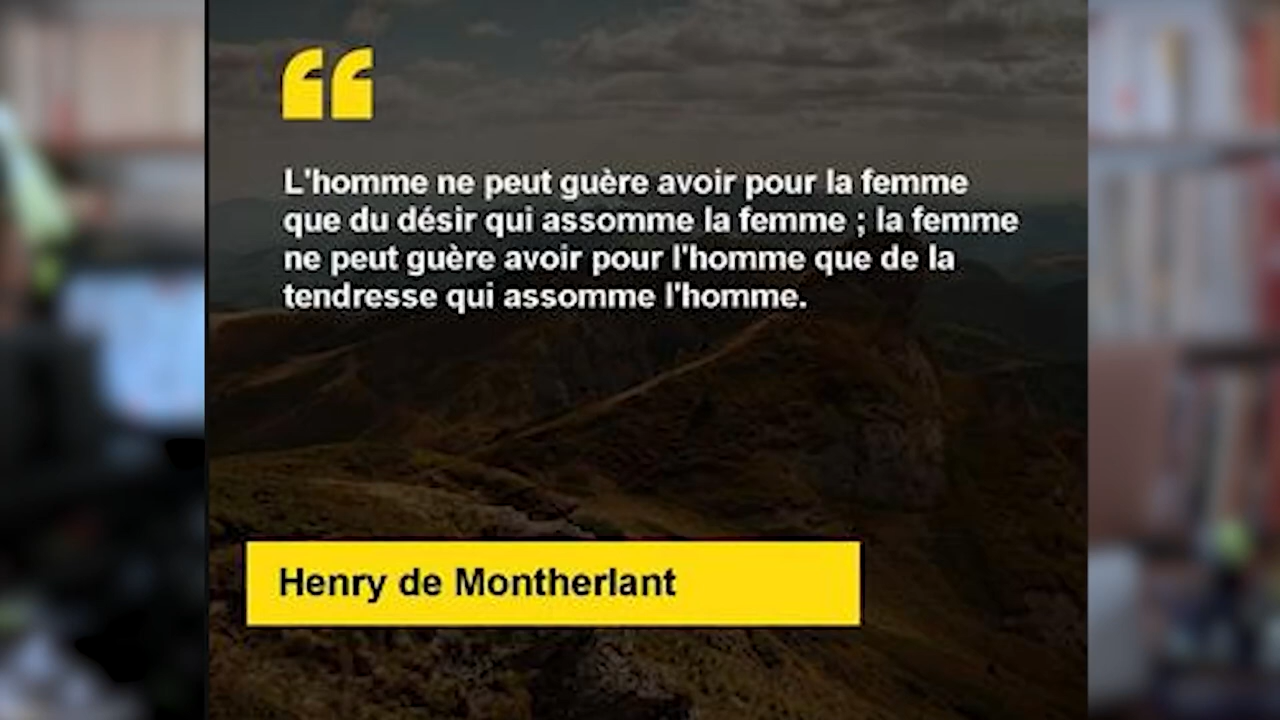 L'homme ne peut guère avoir pour la femme
que du désir qui assomme la femme ; la femme
ne peut guère avoir pour l'homme que de la
tendresse qui assomme l'homme.
Henry de Montherlant